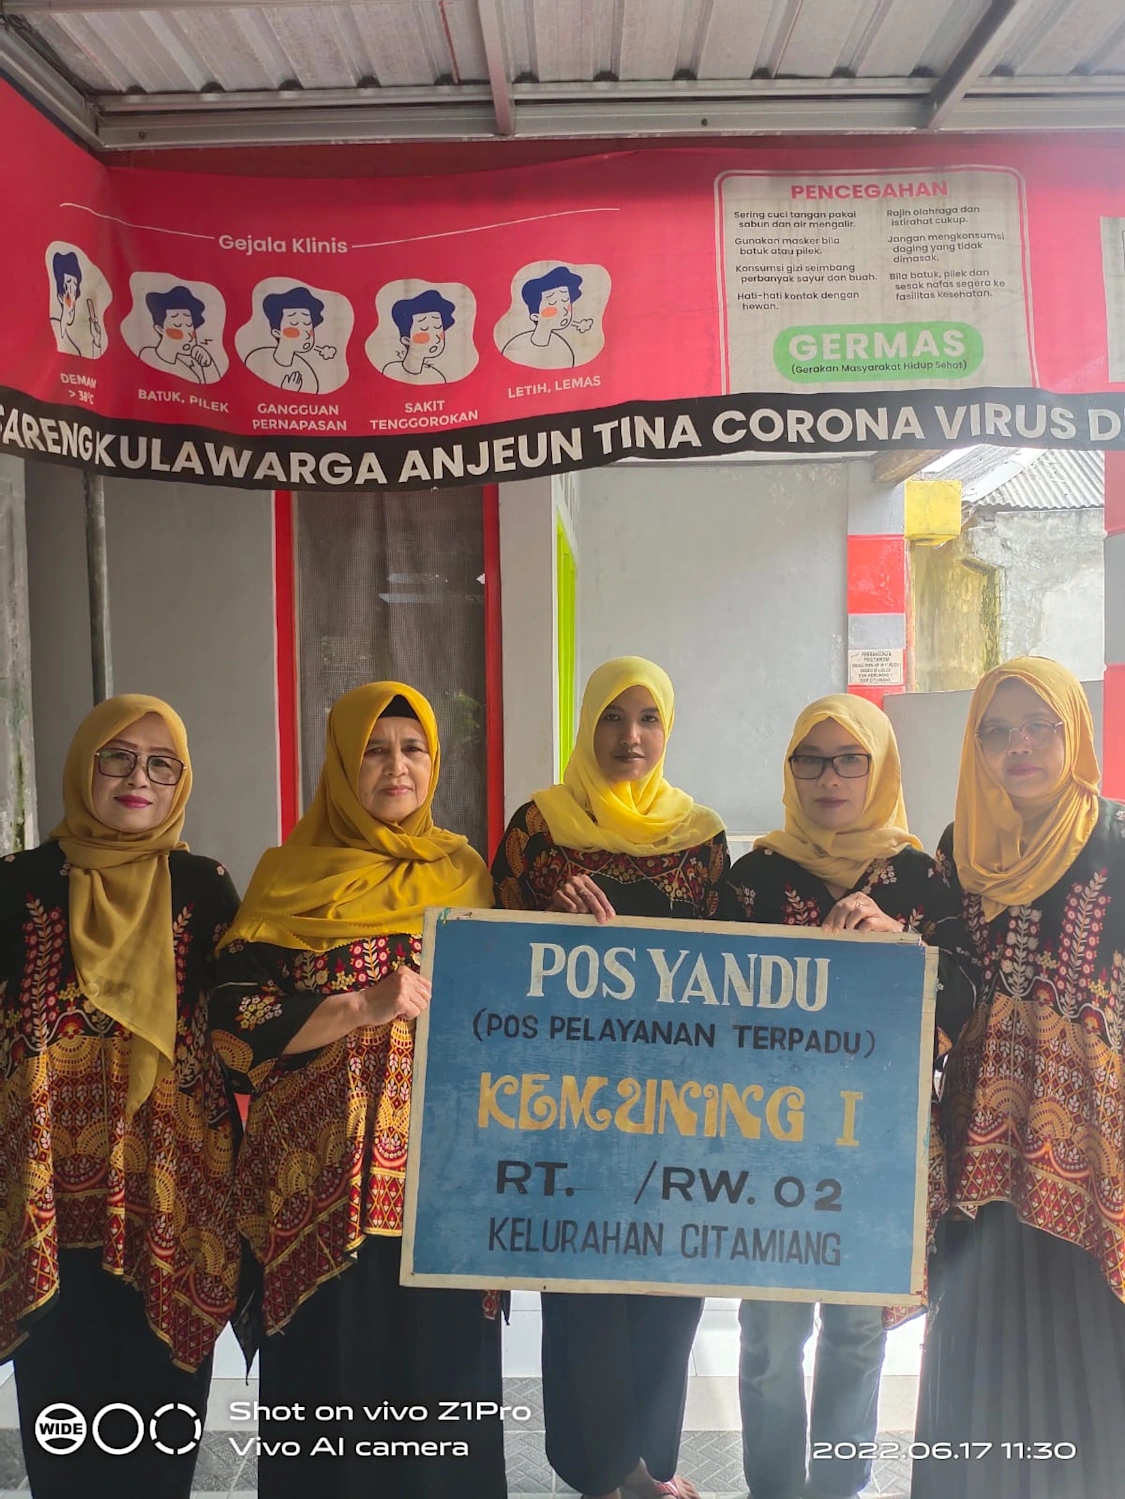 Gejala Klinis
DEMAM
> 38°C
BATUK, PILEK
GANGGUAN
PERNAPASAN
SAKIT
TENGGOROKAN
LETIH, LEMAS
PENCEGAHAN
Sering cuci tangan pakai
sabun dan air mengalir.
Gunakan masker bila
batuk atau pilek.
Konsumsi gizi seimbang
perbanyak sayur dan buah.
Hati-hati kontak dengan
hewan.
Rajin olahraga dan
istirahat cukup.
Jangan mengkonsumsi
daging yang tidak
dimasak.
Bila batuk, pilek dan
sesak nafas segera ke
fasilitas kesehatan.
GERMAS
(Gerakan Masyarakat Hidup Sehat)
SARENG KULAWARGA ANJEUN TINA CORONA VIRUS D
POS YANDU
(POS PELAYANAN TERPADU)
KEMUNING I
RT. /RW. 02
KELURAHAN CITAMIANG
WIDE
Shot on vivo Z1Pro
Vivo AI camera
2022.06.17 11:30